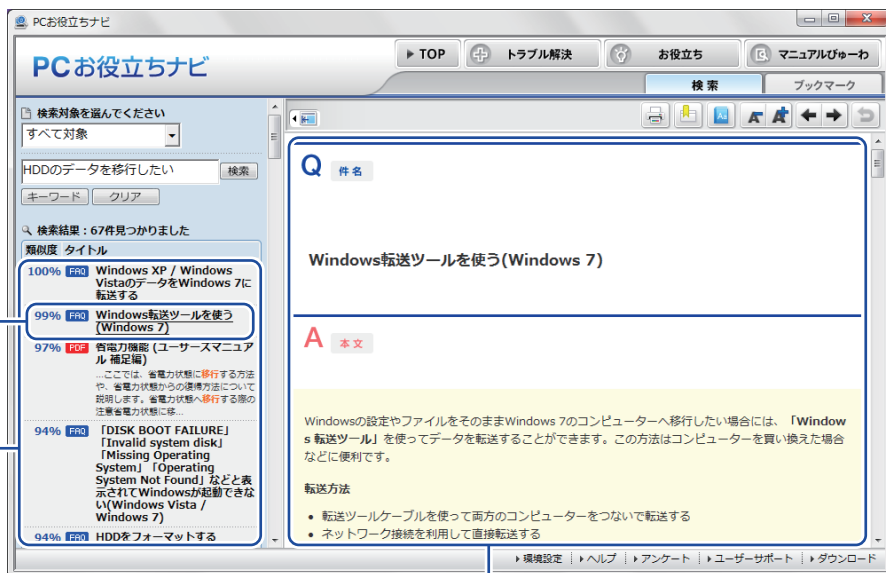 PCお役立ちナビ
PCお役立ちナビ
TOP
トラブル解決
お役立ち
マニュアルびゅーわ
検索
ブックマーク
検索対象を選んでください
すべて対象
HDDのデータを移行したい
検索
キーワード
クリア
検索結果：67件見つかりました
類似度 タイトル
100% FAQ Windows XP / Windows
VistaのデータをWindows 7に
転送する
99% FAQ Windows転送ツールを使う
(Windows 7)
97% PDF 省電力機能 (ユーサーズマニュア
ル 補足編)
…ここでは、省電力状態に移行する方法
や、省電力状態からの復帰方法について
説明します。省電力状態へ移行する際の
注意省電力状態に移...
94% FAQ 「DISK BOOT FAILURE」
「Invalid system disk」
「Missing Operating
System」「Operating
System Not Found」などと表
示されてWindowsが起動できな
い(Windows Vista /
Windows 7)
94% FAQ HDDをフォーマットする
Q 件名
Windows転送ツールを使う(Windows 7)
A 本文
Windowsの設定やファイルをそのままWindows 7のコンピューターへ移行したい場合には、「Window
s 転送ツール」を使ってデータを転送することができます。この方法はコンピューターを買い換えた場合
などに便利です。
転送方法
• 転送ツールケーブルを使って両方のコンピューターをつないで転送する
• ネットワーク接続を利用して直接転送する
環境設定
ヘルプ
アンケート
ユーザーサポート
ダウンロード